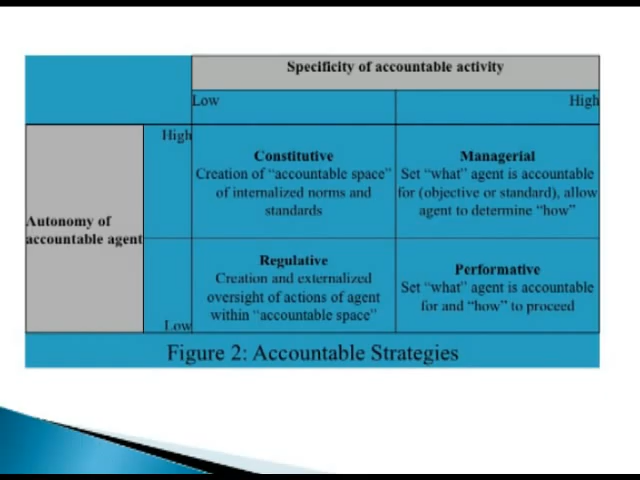 Specificity of accountable activity
Low
High
High
Constitutive
Creation of "accountable space"
of internalized norms and
standards
Managerial
Set "what" agent is accountable
for (objective or standard), allow
agent to determine "how"
Autonomy of
accountable agent
Low
Regulative
Creation and externalized
oversight of actions of agent
within "accountable space"
Performative
Set "what" agent is accountable
for and "how" to proceed
Figure 2: Accountable Strategies